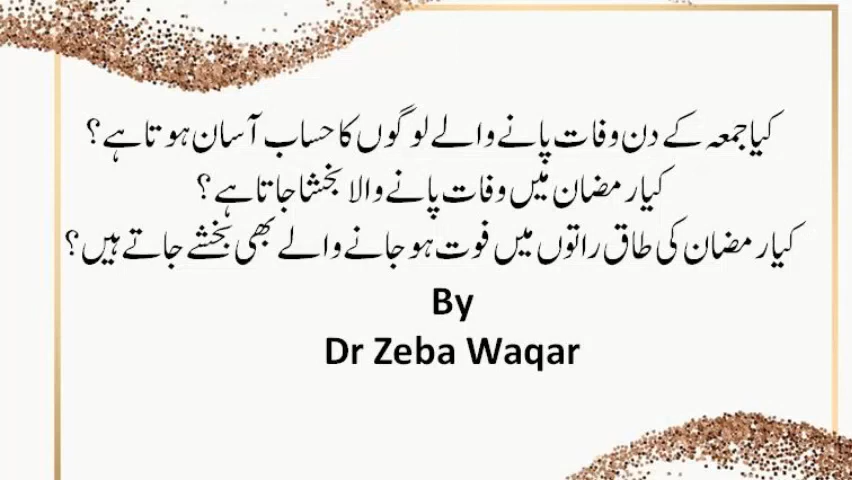 کیا جمعہ کے دن وفات پانے والے لوگوں کا حساب آسان ہوتا ہے؟
کیا رمضان میں وفات پانے والا بخشا جاتا ہے؟
کیا رمضان کی طاق راتوں میں فوت ہو جانے والے بھی بخشے جاتے ہیں؟
By
Dr Zeba Waqar